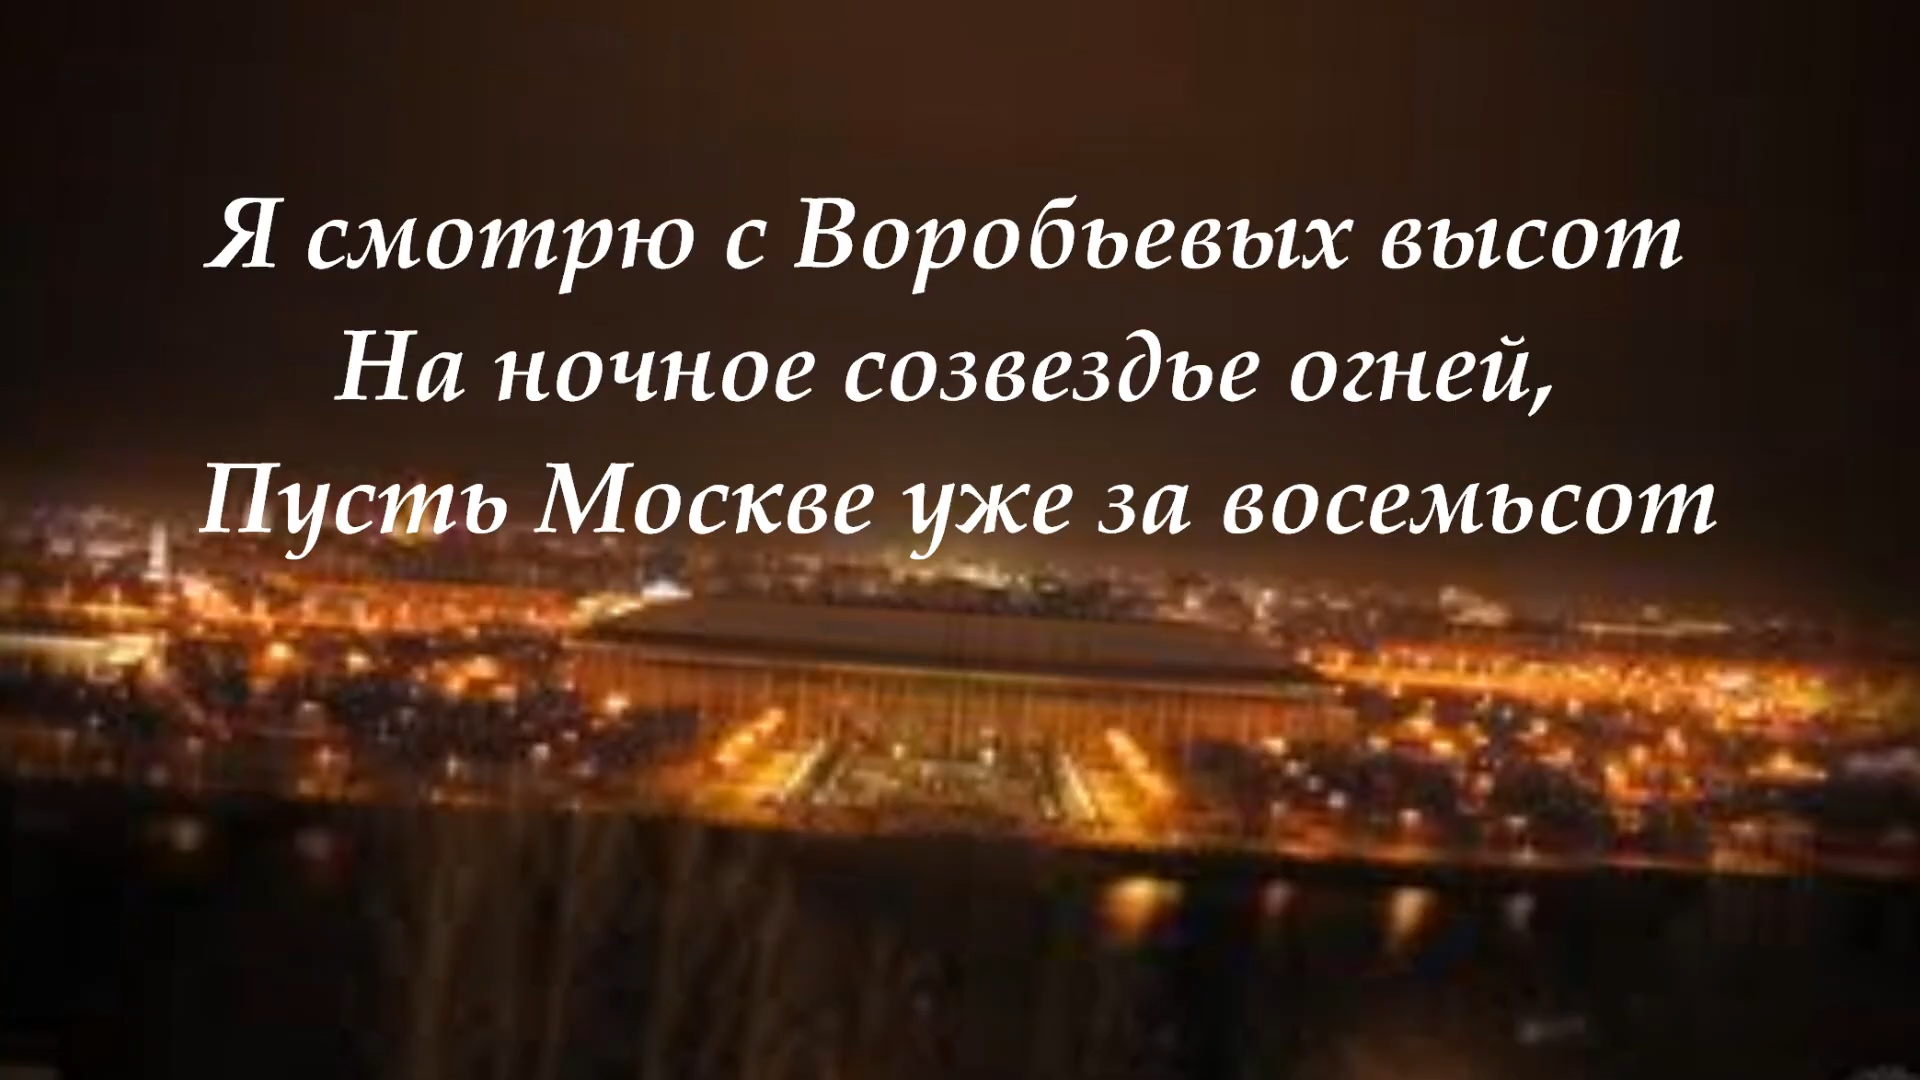 Я смотрю с Воробьевых высот
На ночное созвездье огней,
Пусть Москве уже за восемьсот